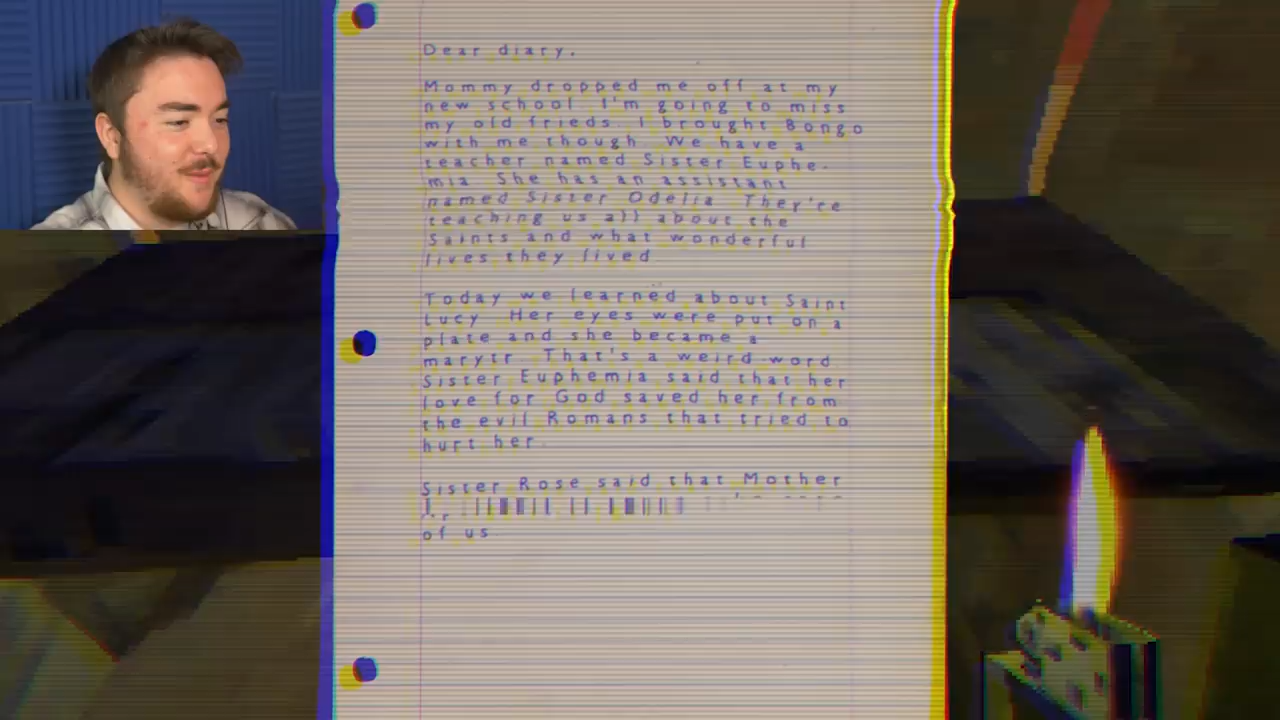 Dear diary,
Mommy dropped me off at my
new school. I'm going to miss
my old frieds. I brought Bongo
with me though. We have a
teacher named Sister Euphe-
mia. She has an assistant
named Sister Odelia. They're
teaching us all about the
Saints and what wonderful
lives they lived.
Today we learned about Saint
Lucy. Her eyes were put on a
plate and she became a
marytr. That's a weird word.
Sister Euphemia said that her
love for God saved her from
the evil Romans that tried to
hurt her.
Sister Rose said that Mother
of us